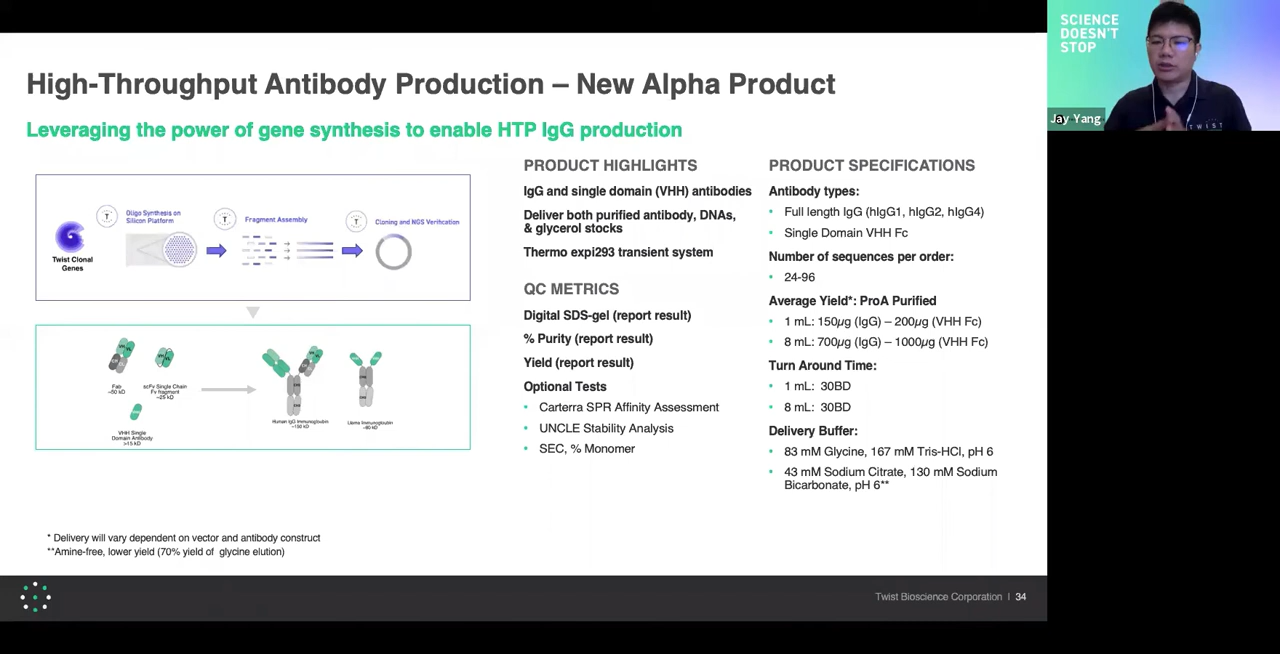 SCIENCE
DOESN'T
STOP
Jay Yang
TWIST
High-Throughput Antibody Production – New Alpha Product
Leveraging the power of gene synthesis to enable HTP IgG production
Twist Clonal
Genes
T
Oligo Synthesis on
Silicon Platform
T
Fragment Assembly
T
Cloning and NGS Verification
Fab
~50 kD
scFv Single Chain
Fv fragment
~25 kD
VHH Single
Domain Antibody
>15 kD
Human IgG Immunoglobulin
~150 kD
Llama Immunoglobulin
~80 kD
PRODUCT HIGHLIGHTS
IgG and single domain (VHH) antibodies
Deliver both purified antibody, DNAs,
& glycerol stocks
Thermo expi293 transient system
QC METRICS
Digital SDS-gel (report result)
% Purity (report result)
Yield (report result)
Optional Tests
• Carterra SPR Affinity Assessment
• UNCLE Stability Analysis
• SEC, % Monomer
PRODUCT SPECIFICATIONS
Antibody types:
• Full length IgG (hIgG1, hIgG2, hIgG4)
• Single Domain VHH Fc
Number of sequences per order:
• 24-96
Average Yield*: ProA Purified
• 1 mL: 150µg (IgG) – 200µg (VHH Fc)
• 8 mL: 700µg (IgG) – 1000µg (VHH Fc)
Turn Around Time:
• 1 mL: 30BD
• 8 mL: 30BD
Delivery Buffer:
• 83 mM Glycine, 167 mM Tris-HCl, pH 6
• 43 mM Sodium Citrate, 130 mM Sodium
Bicarbonate, pH 6**
* Delivery will vary dependent on vector and antibody construct
**Amine-free, lower yield (70% yield of glycine elution)
Twist Bioscience Corporation | 34